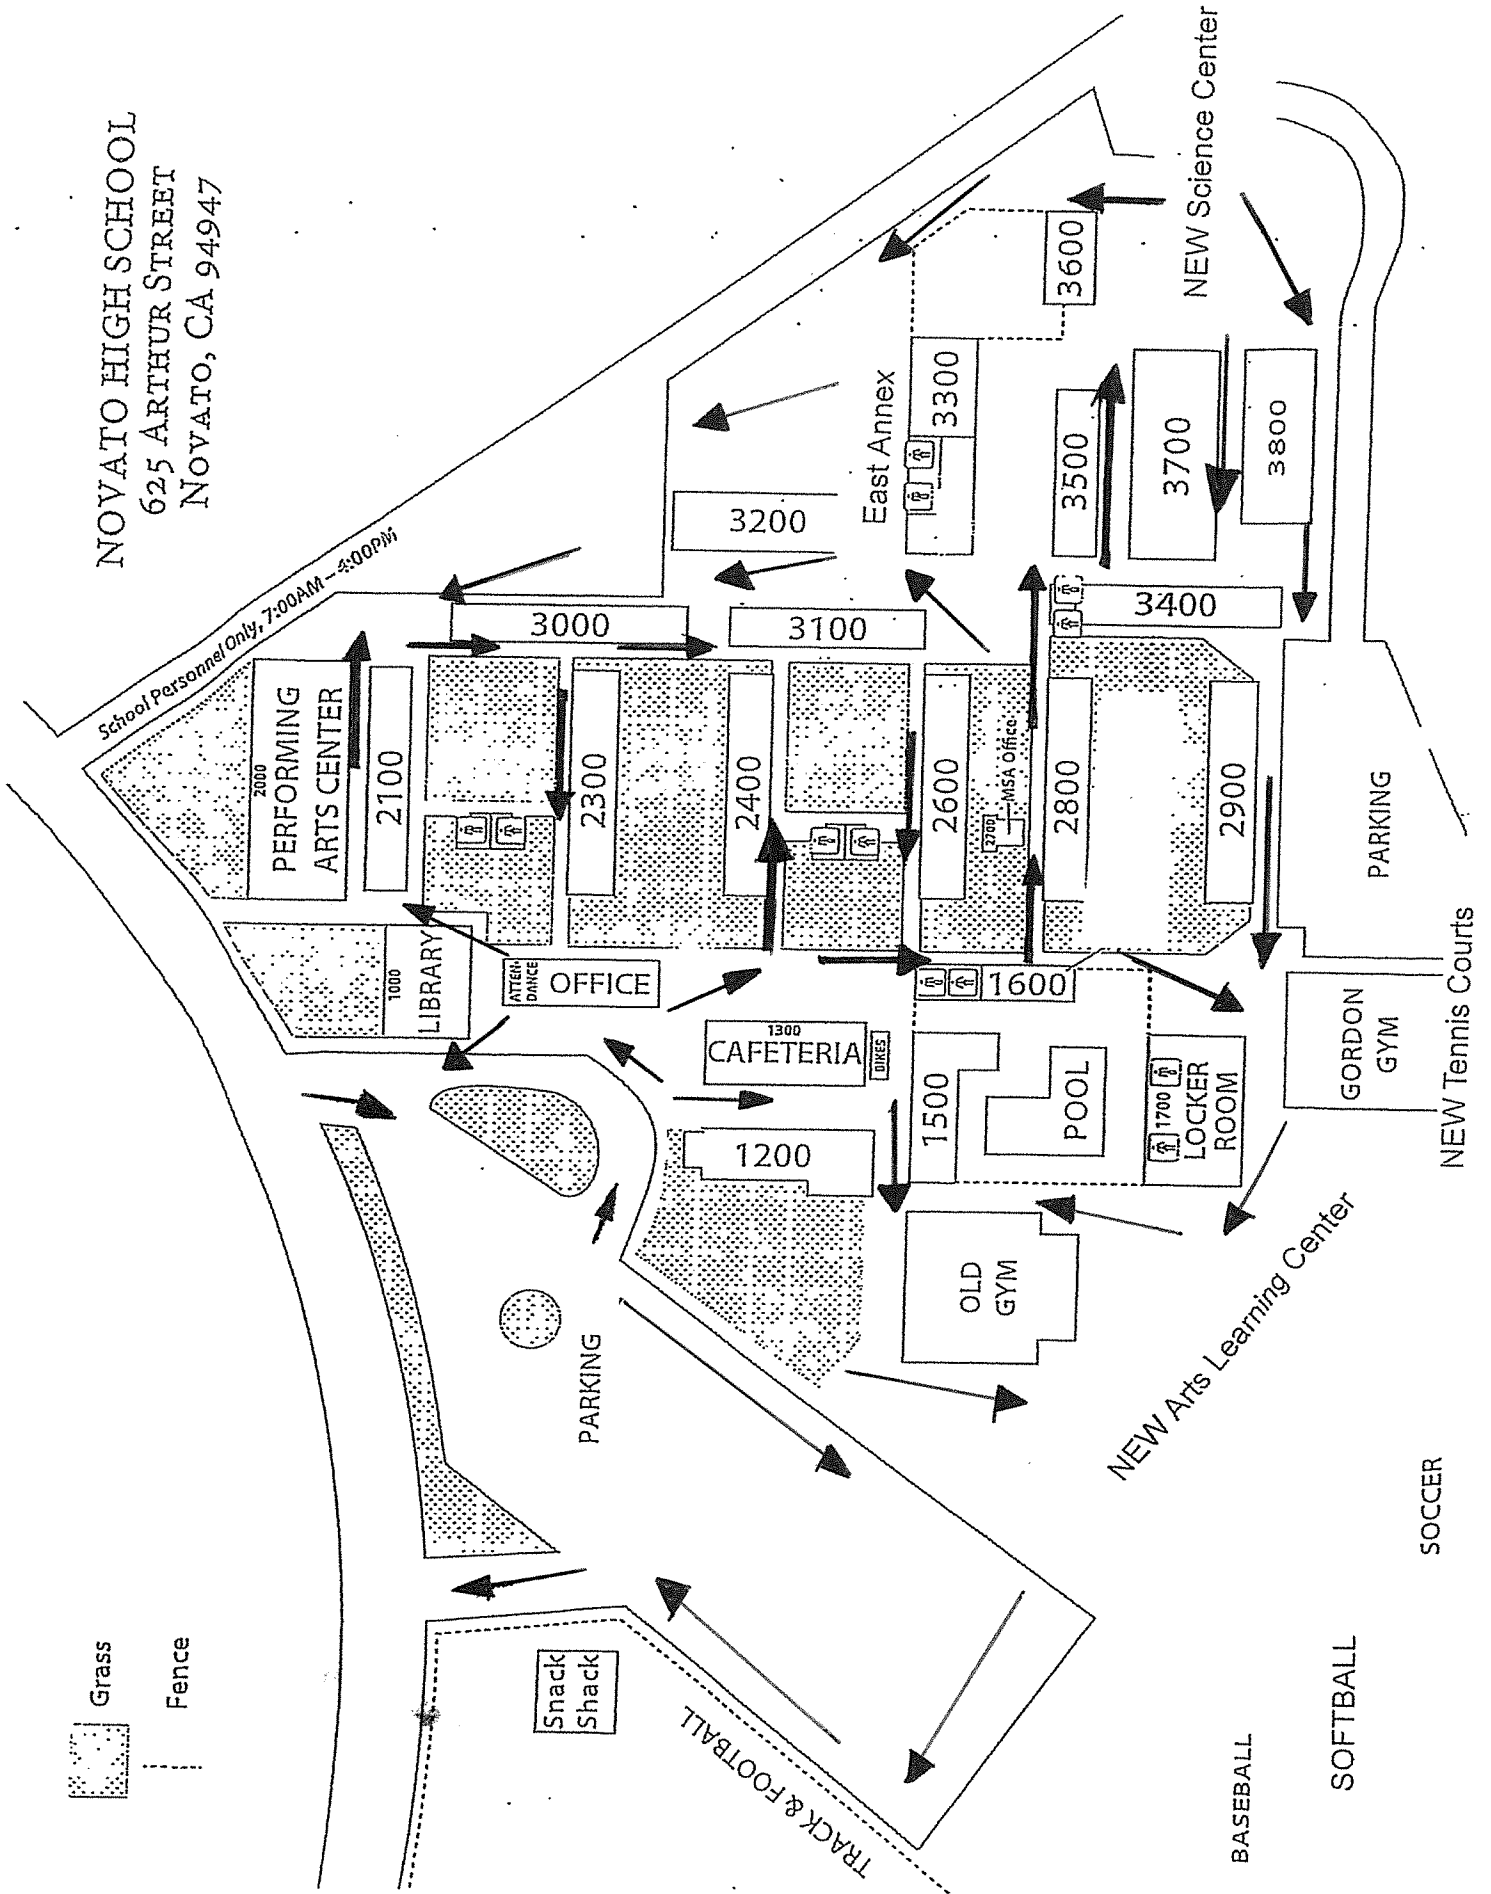 NOVATO HIGH SCHOOL
625 ARTHUR STREET
NOVATO, CA 94947
Grass
Fence
School Personnel Only, 7:00AM – 4:00PM
2000
PERFORMING
ARTS CENTER
2100
1000
LIBRARY
ATTEN-
DANCE
OFFICE
2300
2400
3000
3100
3200
1300
CAFETERIA
DIKES
1200
PARKING
Snack
Shack
TRACK & FOOTBALL
East Annex
3300
3600
NEW Science Center
3500
3700
3800
3400
2600
2700
MSA Office
2800
2900
PARKING
1600
1500
POOL
1700
LOCKER
ROOM
GORDON
GYM
NEW Tennis Courts
OLD
GYM
NEW Arts Learning Center
SOCCER
SOFTBALL
BASEBALL